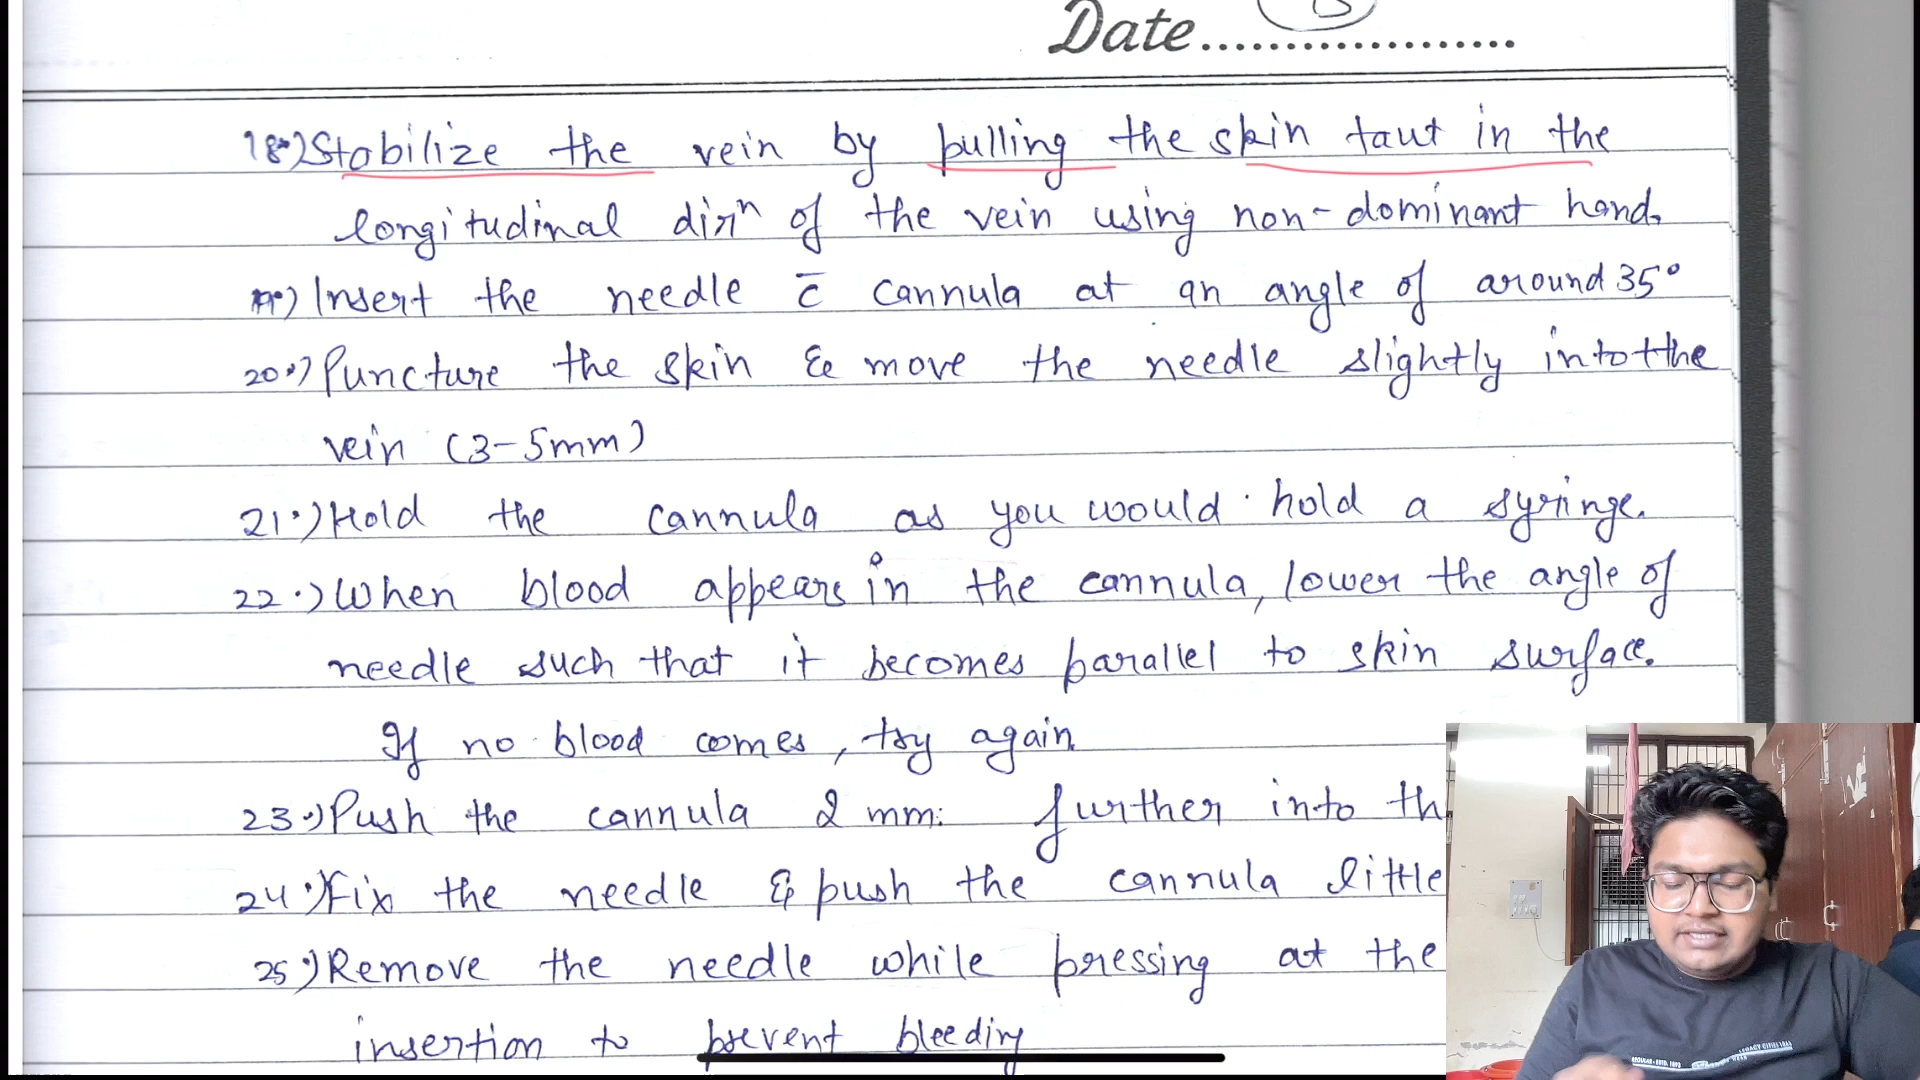 Date....................
18.) Stabilize the vein by pulling the skin taut in the
longitudinal dirⁿ of the vein using non-dominant hand.
19.) Insert the needle c̅ cannula at an angle of around 35°
20.) Puncture the skin & move the needle slightly into the
vein (3-5mm)
21.) Hold the cannula as you would hold a syringe.
22.) When blood appears in the cannula, lower the angle of
needle such that it becomes parallel to skin surface.
If no blood comes, try again
23.) Push the cannula 2 mm further into th
24.) Fix the needle & push the cannula little
25.) Remove the needle while pressing at the
insertion to prevent bleeding